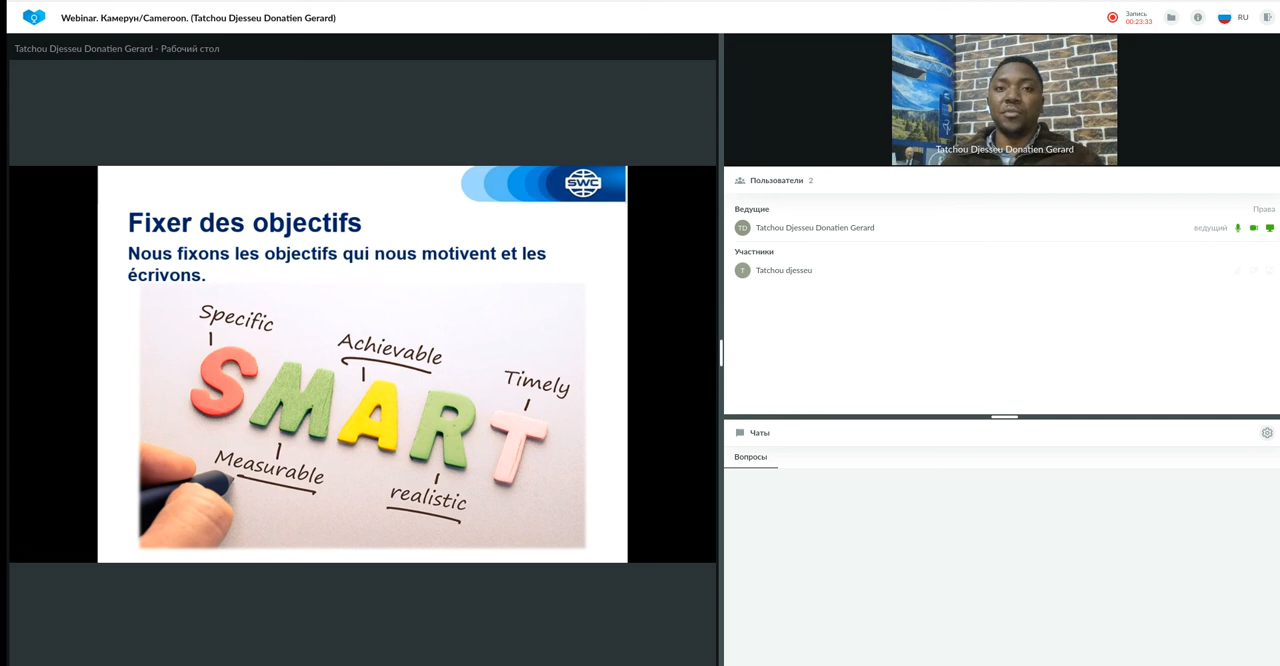 Webinar. Камерун/Cameroon. (Tatchou Djesseu Donatien Gerard)
Запись
00:23:33
RU
Tatchou Djesseu Donatien Gerard - Рабочий стол
SWC
Fixer des objectifs
Nous fixons les objectifs qui nous motivent et les
écrivons.
Specific
Achievable
Timely
SMART
Measurable
realistic
Tatchou Djesseu Donatien Gerard
Пользователи 2
Ведущие Права
TD Tatchou Djesseu Donatien Gerard ведущий
Участники
T Tatchou djesseu
Чаты
Вопросы